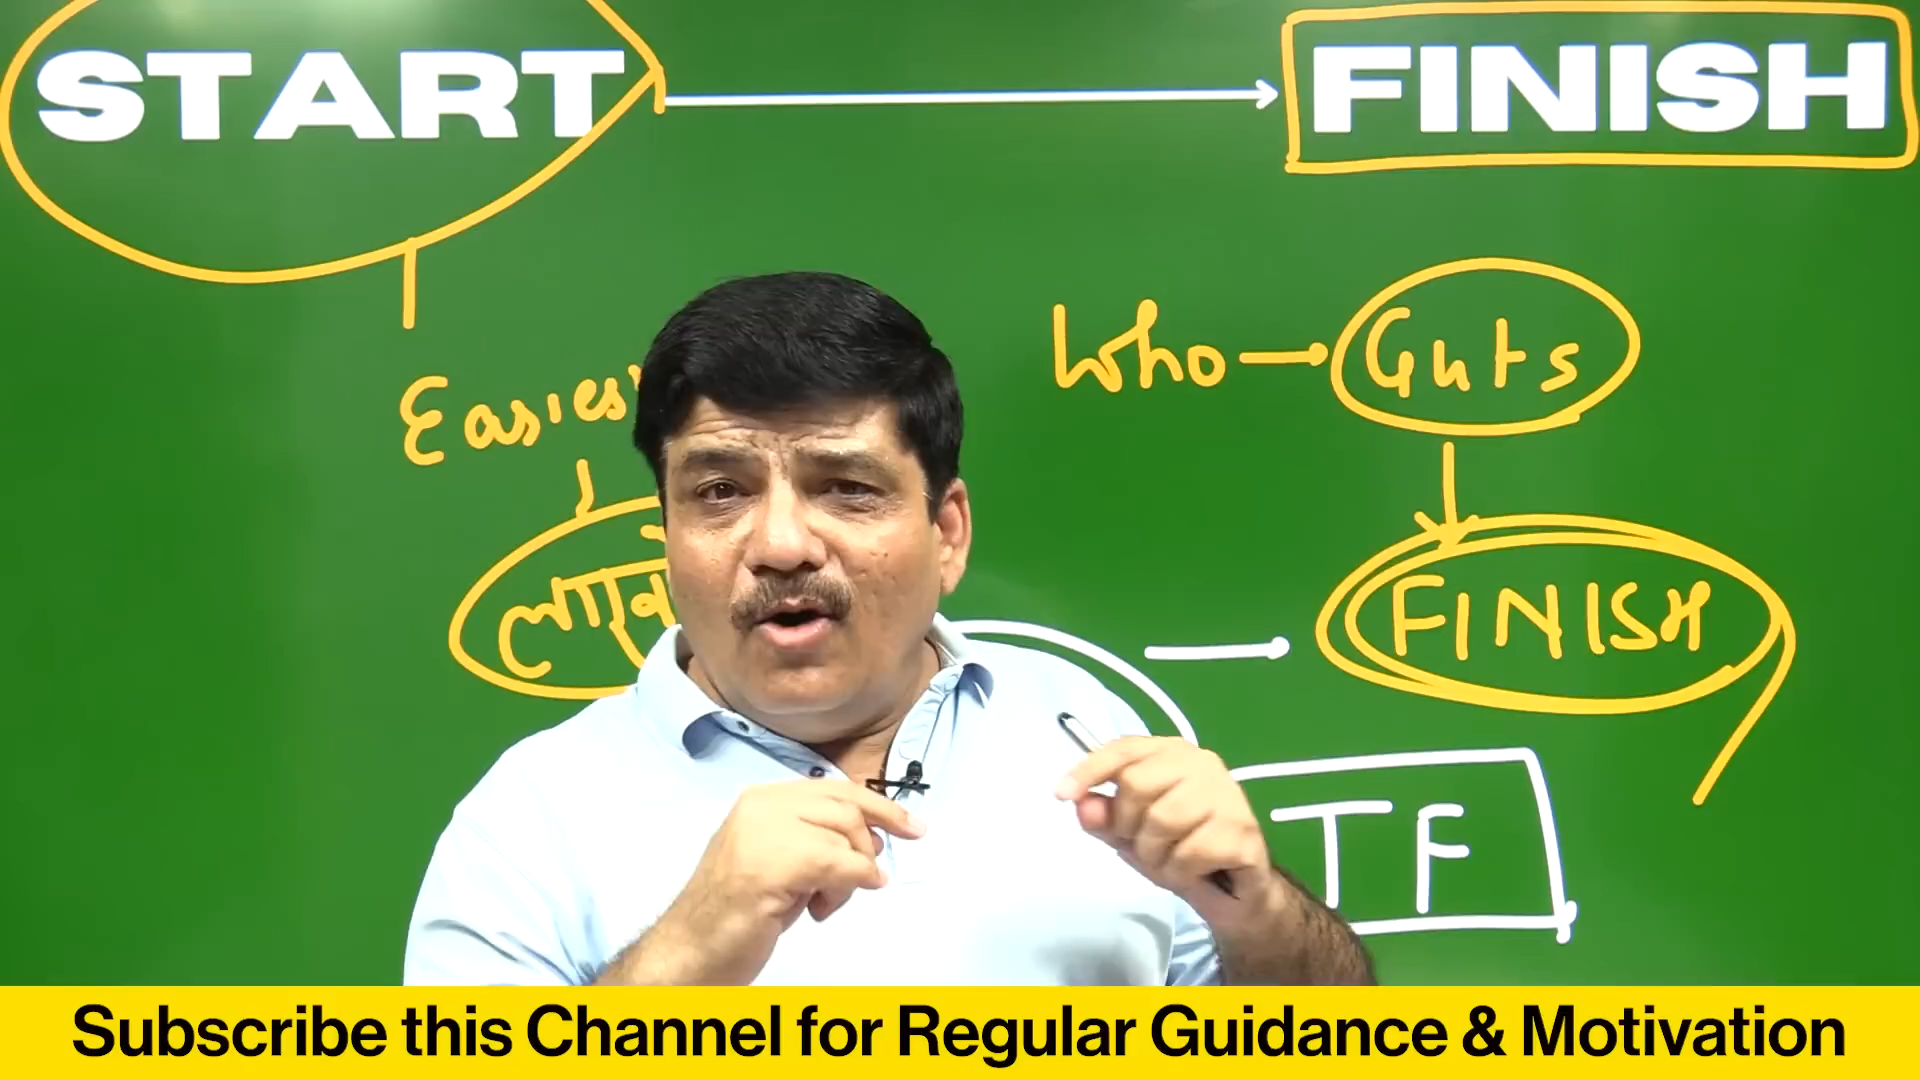 START → FINISH
Who — Guts
FINISH
TF
Subscribe this Channel for Regular Guidance & Motivation